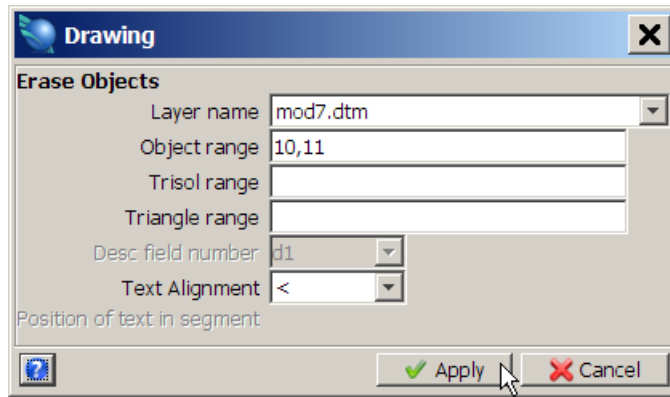 Drawing
Erase Objects
Layer name mod7.dtm
Object range 10,11
Trisol range
Triangle range
Desc field number d1
Text Alignment <
Position of text in segment
? Apply Cancel